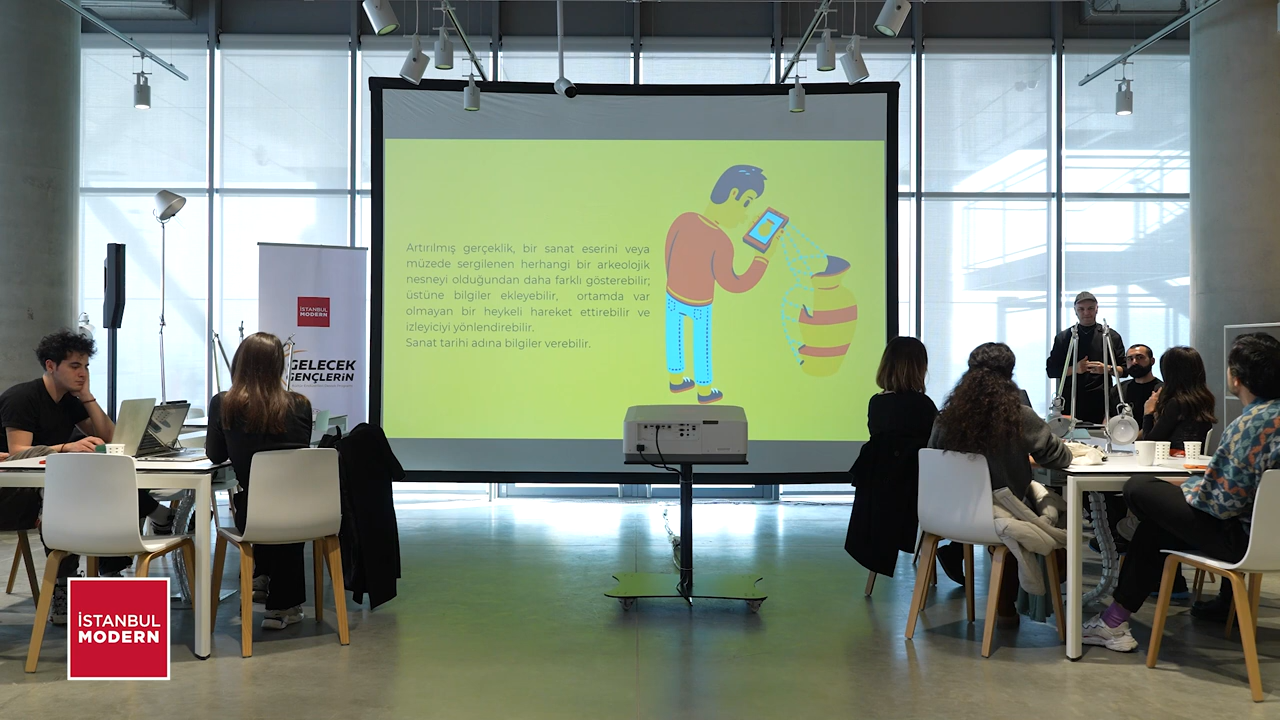 Artırılmış gerçeklik, bir sanat eserini veya
müzede sergilenen herhangi bir arkeolojik
nesneyi olduğundan daha farklı gösterebilir;
üstüne bilgiler ekleyebilir, ortamda var
olmayan bir heykeli hareket ettirebilir ve
izleyiciyi yönlendirebilir.
Sanat tarihi adına bilgiler verebilir.
İSTANBUL
MODERN
GELECEK
GENÇLERİN
İSTANBUL
MODERN